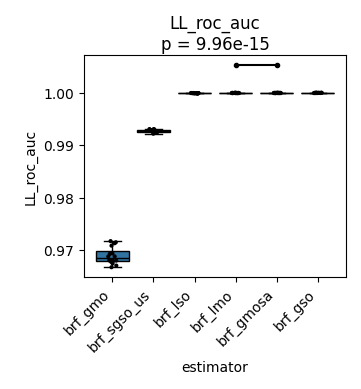 LL_roc_auc
p = 9.96e-15
LL_roc_auc
1.00
0.99
0.98
0.97
brf_gmo
brf_sgso_us
brf_lso
brf_lmo
brf_gmosa
brf_gso
estimator